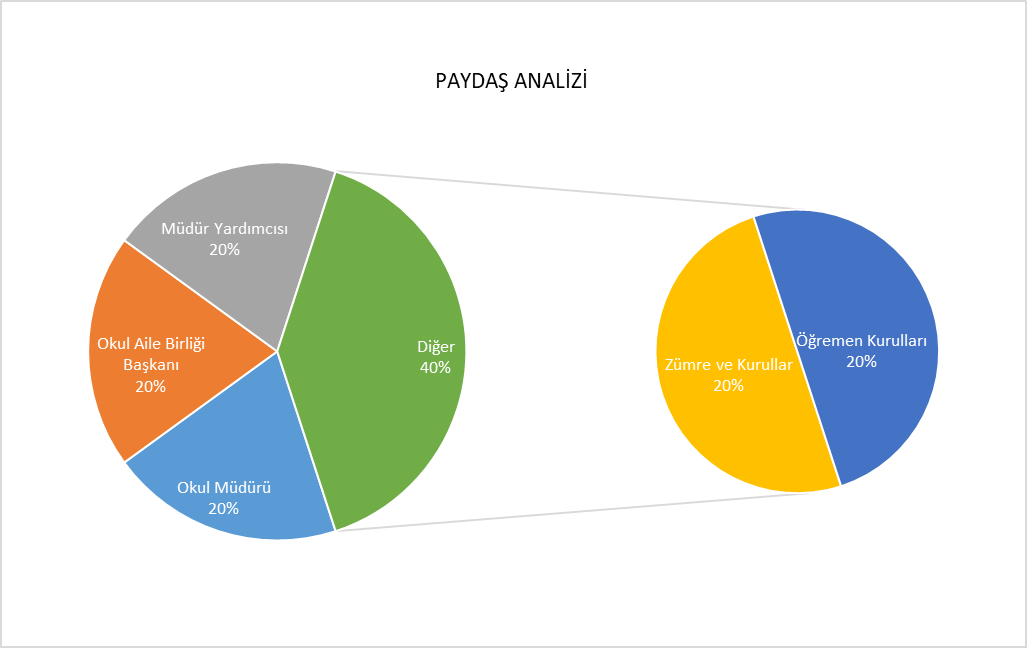 PAYDAŞ ANALİZİ
Müdür Yardımcısı
20%
Okul Aile Birliği
Başkanı
20%
Okul Müdürü
20%
Diğer
40%
Zümre ve Kurullar
20%
Öğremen Kurulları
20%